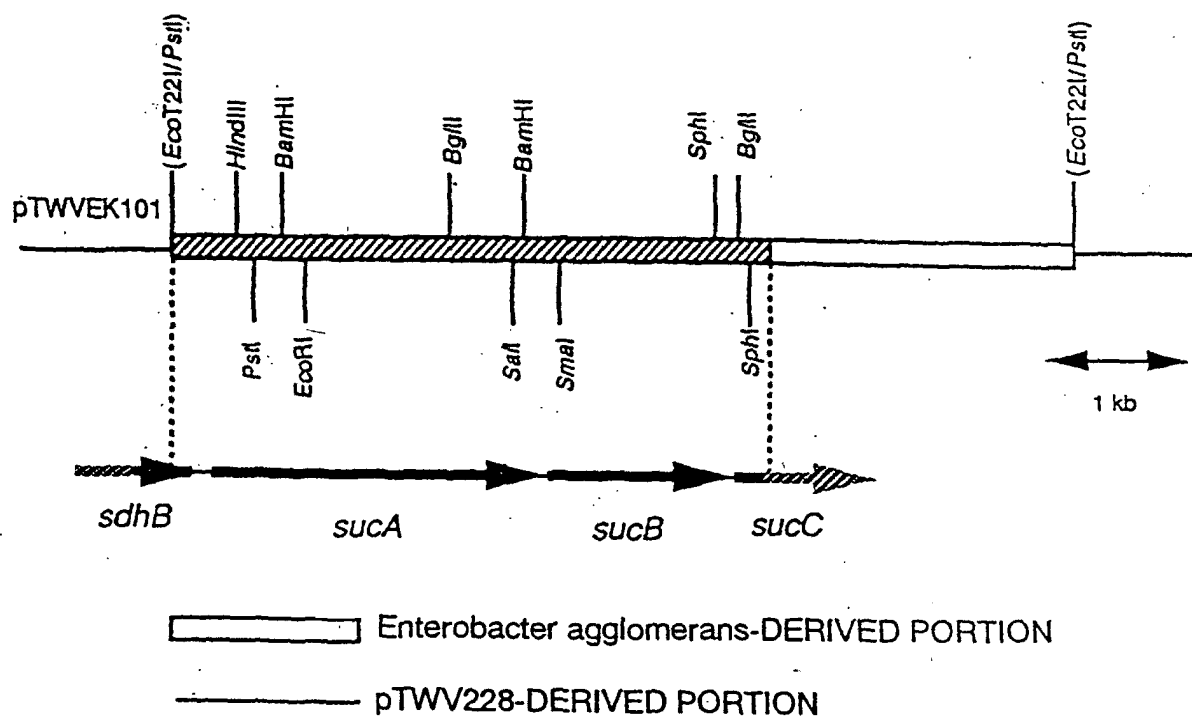 (EcoT22I/PstI)
HindIII
BamHI
BglII
BamHI
SphI
BglII
(EcoT22I/PstI)
pTWVEK101
PstI
EcoRI
SalI
SmaI
SphI
1 kb
sdhB
sucA
sucB
sucC
Enterobacter agglomerans-DERIVED PORTION
pTWV228-DERIVED PORTION